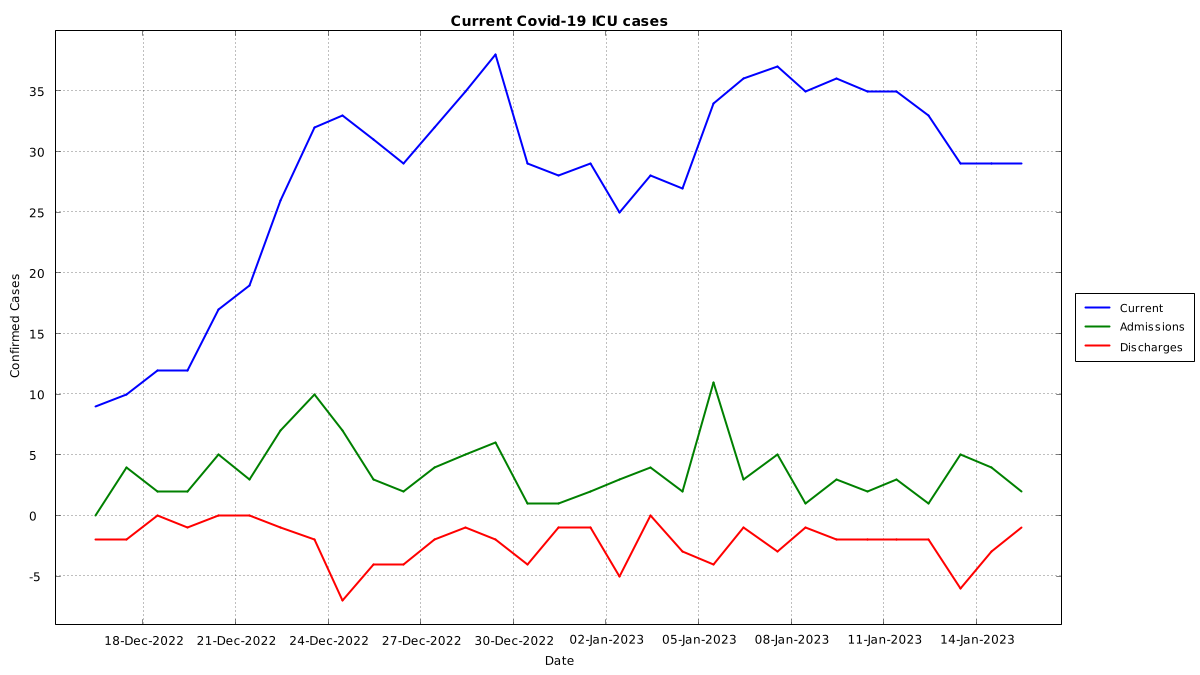 Current Covid-19 ICU cases
Confirmed Cases
35
30
25
20
15
10
5
0
-5
18-Dec-2022 21-Dec-2022 24-Dec-2022 27-Dec-2022 30-Dec-2022 02-Jan-2023 05-Jan-2023 08-Jan-2023 11-Jan-2023 14-Jan-2023
Date
Current
Admissions
Discharges